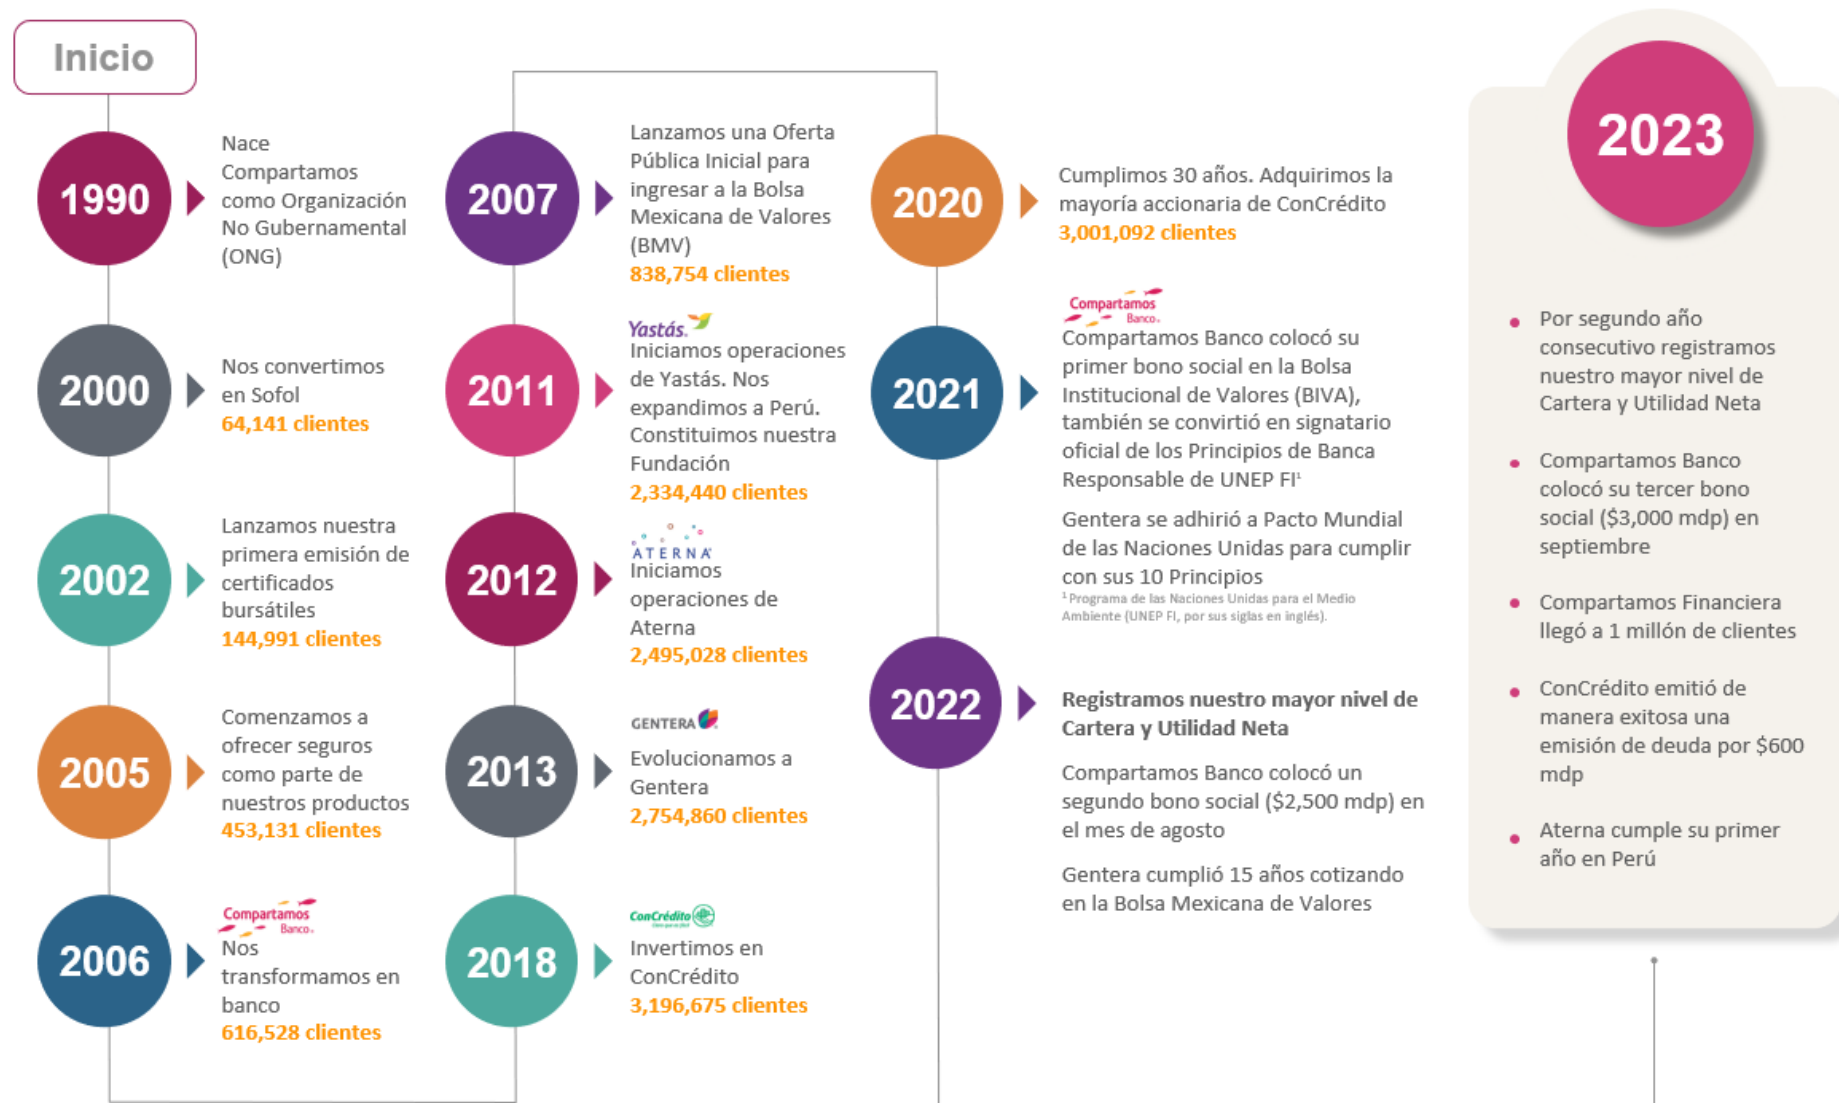 Inicio
1990
Nace
Compartamos
como Organización
No Gubernamental
(ONG)
2000
Nos convertimos
en Sofol
64,141 clientes
2002
Lanzamos nuestra
primera emisión de
certificados
bursátiles
144,991 clientes
2005
Comenzamos a
ofrecer seguros
como parte de
nuestros productos
453,131 clientes
2006
Compartamos
Banco
Nos
transformamos en
banco
616,528 clientes
2007
Lanzamos una Oferta
Pública Inicial para
ingresar a la Bolsa
Mexicana de Valores
(BMV)
838,754 clientes
2011
Yastás.
Iniciamos operaciones
de Yastás. Nos
expandimos a Perú.
Constituimos nuestra
Fundación
2,334,440 clientes
2012
ATERNA
Iniciamos
operaciones de
Aterna
2,495,028 clientes
2013
GENTERA
Evolucionamos a
Gentera
2,754,860 clientes
2018
ConCrédito
Invertimos en
ConCrédito
3,196,675 clientes
2020
Cumplimos 30 años. Adquirimos la
mayoría accionaria de ConCrédito
3,001,092 clientes
2021
Compartamos
Banco
Compartamos Banco colocó su
primer bono social en la Bolsa
Institucional de Valores (BIVA),
también se convirtió en signatario
oficial de los Principios de Banca
Responsable de UNEP FI¹
Gentera se adhirió a Pacto Mundial
de las Naciones Unidas para cumplir
con sus 10 Principios
¹ Programa de las Naciones Unidas para el Medio
Ambiente (UNEP FI, por sus siglas en inglés).
2022
Registramos nuestro mayor nivel de
Cartera y Utilidad Neta
Compartamos Banco colocó un
segundo bono social ($2,500 mdp) en
el mes de agosto
Gentera cumplió 15 años cotizando
en la Bolsa Mexicana de Valores
2023
• Por segundo año
consecutivo registramos
nuestro mayor nivel de
Cartera y Utilidad Neta
• Compartamos Banco
colocó su tercer bono
social ($3,000 mdp) en
septiembre
• Compartamos Financiera
llegó a 1 millón de clientes
• ConCrédito emitió de
manera exitosa una
emisión de deuda por $600
mdp
• Aterna cumple su primer
año en Perú